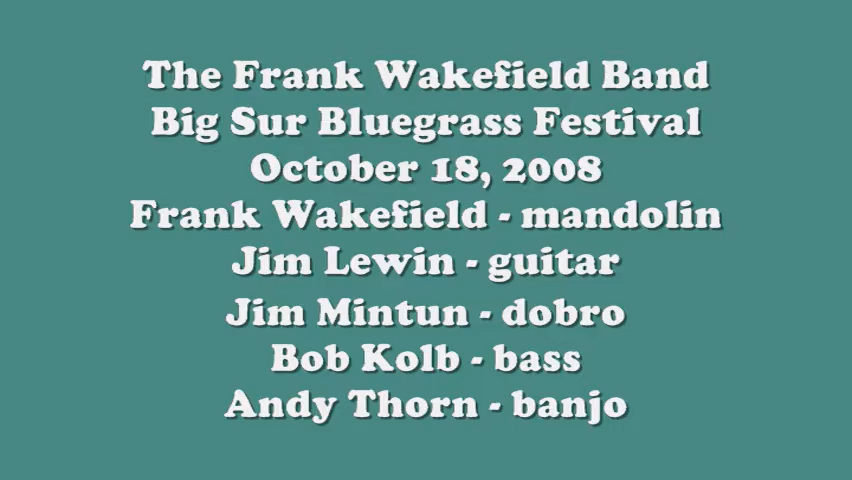 The Frank Wakefield Band
Big Sur Bluegrass Festival
October 18, 2008
Frank Wakefield - mandolin
Jim Lewin - guitar
Jim Mintun - dobro
Bob Kolb - bass
Andy Thorn - banjo